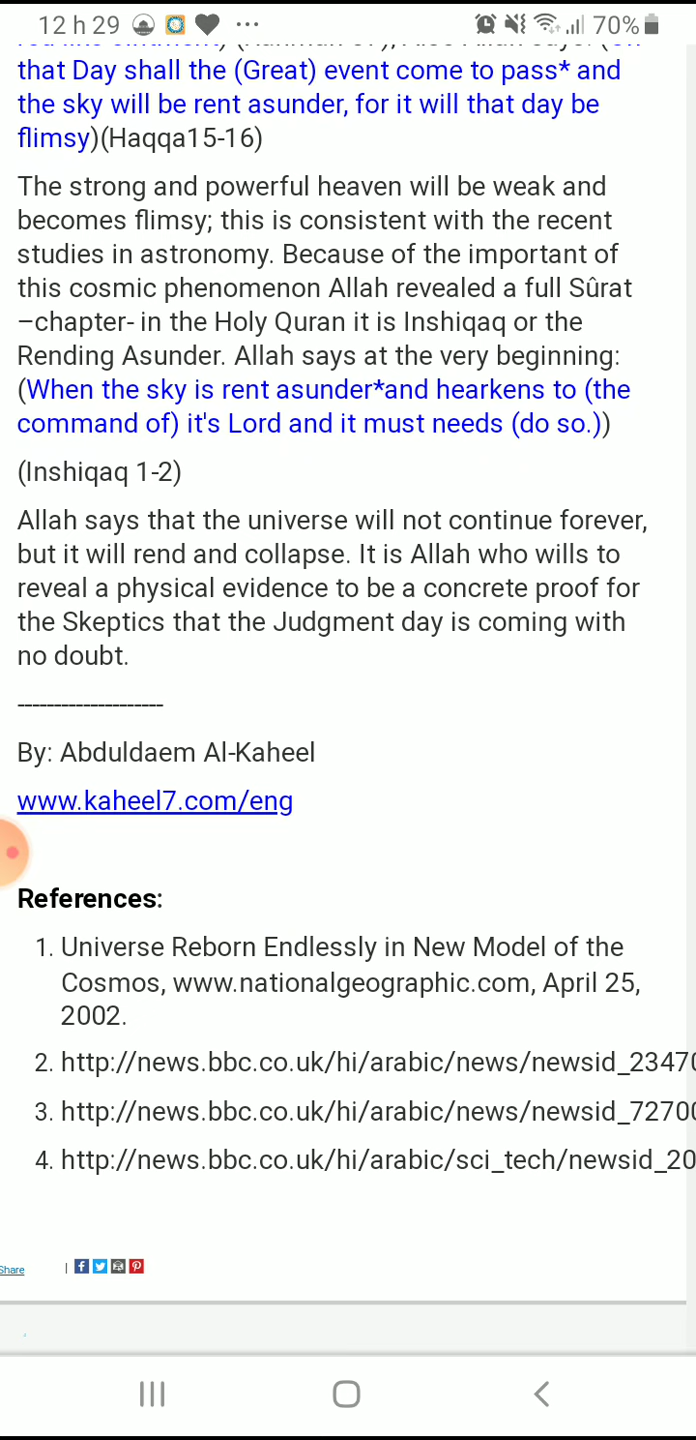 12 h 29 ... 70%
that Day shall the (Great) event come to pass* and
the sky will be rent asunder, for it will that day be
flimsy)(Haqqa15-16)
The strong and powerful heaven will be weak and
becomes flimsy; this is consistent with the recent
studies in astronomy. Because of the important of
this cosmic phenomenon Allah revealed a full Sûrat
–chapter- in the Holy Quran it is Inshiqaq or the
Rending Asunder. Allah says at the very beginning:
(When the sky is rent asunder*and hearkens to (the
command of) it's Lord and it must needs (do so.))
(Inshiqaq 1-2)
Allah says that the universe will not continue forever,
but it will rend and collapse. It is Allah who wills to
reveal a physical evidence to be a concrete proof for
the Skeptics that the Judgment day is coming with
no doubt.
--------------------
By: Abduldaem Al-Kaheel
www.kaheel7.com/eng
References:
1. Universe Reborn Endlessly in New Model of the
Cosmos, www.nationalgeographic.com, April 25,
2002.
2. http://news.bbc.co.uk/hi/arabic/news/newsid_2347
3. http://news.bbc.co.uk/hi/arabic/news/newsid_7270
4. http://news.bbc.co.uk/hi/arabic/sci_tech/newsid_20
Share |